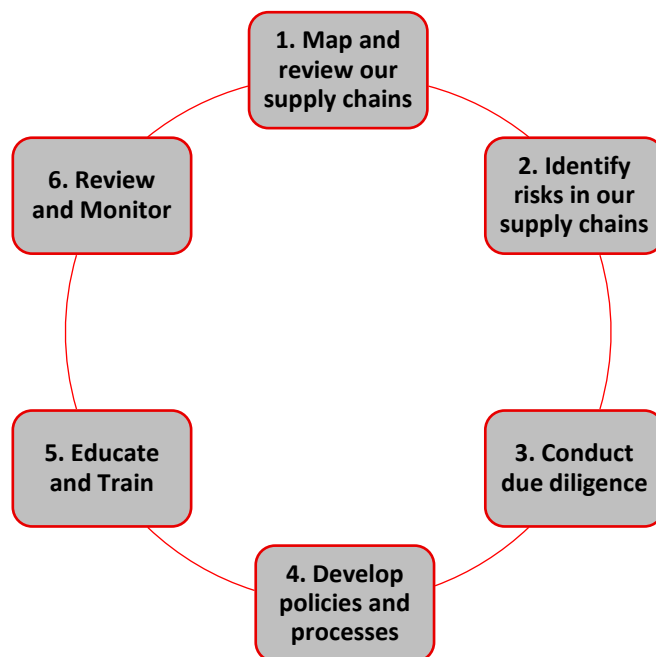 1. Map and
review our
supply chains
2. Identify
risks in our
supply chains
3. Conduct
due diligence
4. Develop
policies and
processes
5. Educate
and Train
6. Review
and Monitor